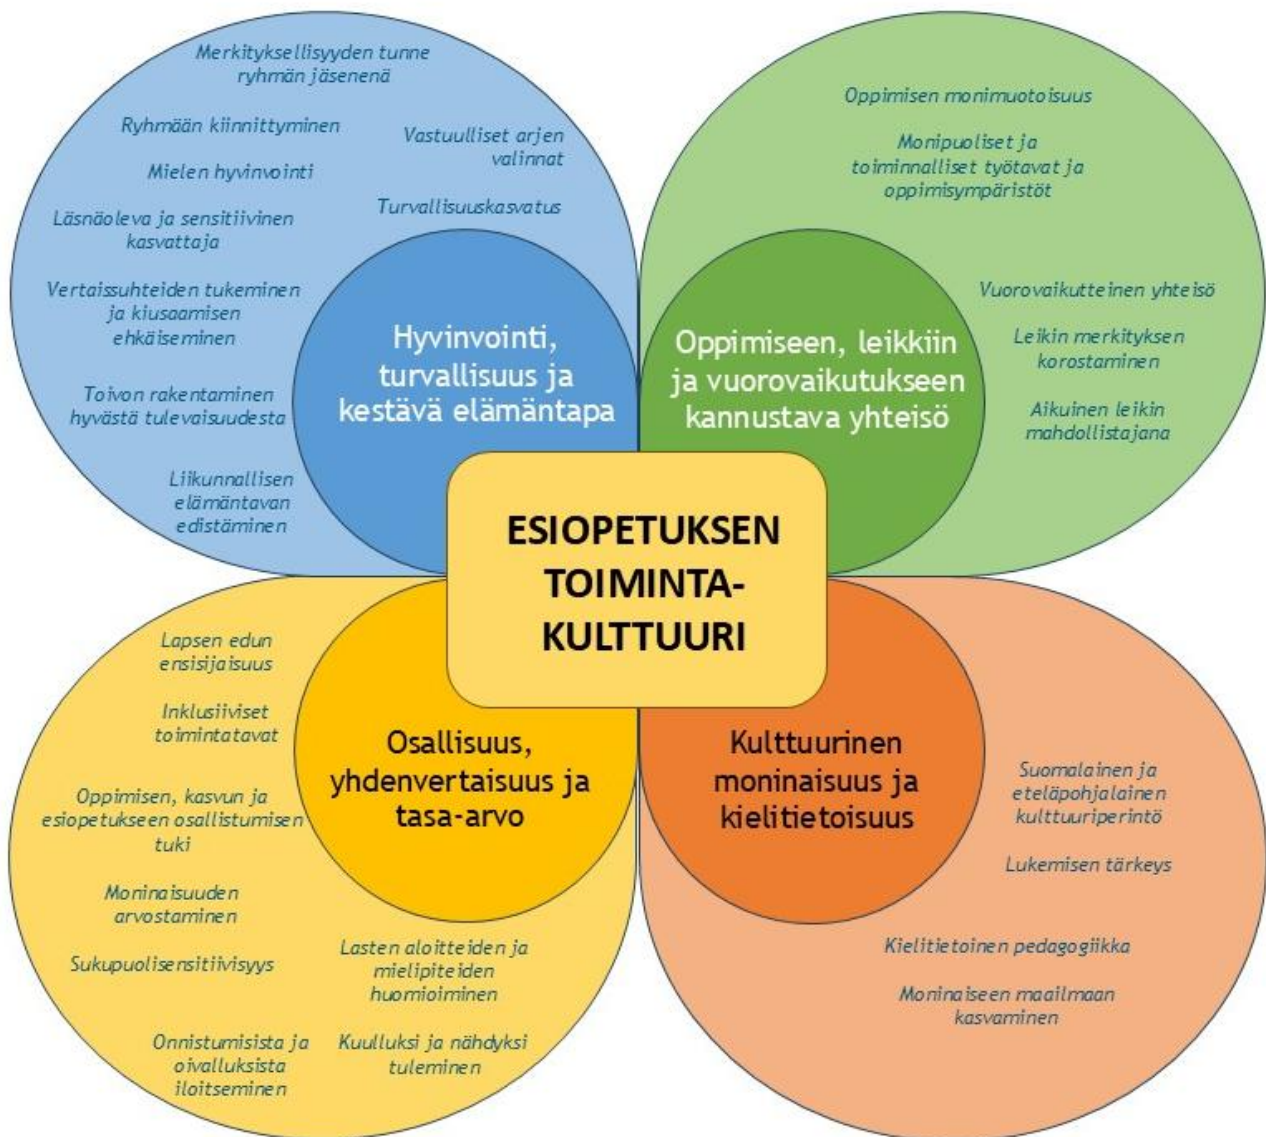 Merkityksellisyyden tunne
ryhmän jäsenenä
Ryhmään kiinnittyminen
Vastuulliset arjen
valinnat
Mielen hyvinvointi
Turvallisuuskasvatus
Läsnäoleva ja sensitiivinen
kasvattaja
Vertaissuhteiden tukeminen
ja kiusaamisen
ehkäiseminen
Toivon rakentaminen
hyvästä tulevaisuudesta
Liikunnallisen
elämäntavan
edistäminen
Hyvinvointi,
turvallisuus ja
kestävä elämäntapa
Oppimisen monimuotoisuus
Monipuoliset ja
toiminnalliset työtavat ja
oppimisympäristöt
Vuorovaikutteinen yhteisö
Leikin merkityksen
korostaminen
Aikuinen leikin
mahdollistajana
Oppimiseen, leikkiin
ja vuorovaikutukseen
kannustava yhteisö
ESIOPETUKSEN
TOIMINTA-
KULTTUURI
Lapsen edun
ensisijaisuus
Inklusiiviset
toimintatavat
Oppimisen, kasvun ja
esiopetukseen osallistumisen
tuki
Moninaisuuden
arvostaminen
Sukupuolisensitiivisyys
Lasten aloitteiden ja
mielipiteiden
huomioiminen
Onnistumisista ja
oivalluksista
iloitseminen
Kuulluksi ja nähdyksi
tuleminen
Osallisuus,
yhdenvertaisuus ja
tasa-arvo
Kulttuurinen
moninaisuus ja
kielitietoisuus
Suomalainen ja
eteläpohjalainen
kulttuuriperintö
Lukemisen tärkeys
Kielitietoinen pedagogiikka
Moninaiseen maailmaan
kasvaminen